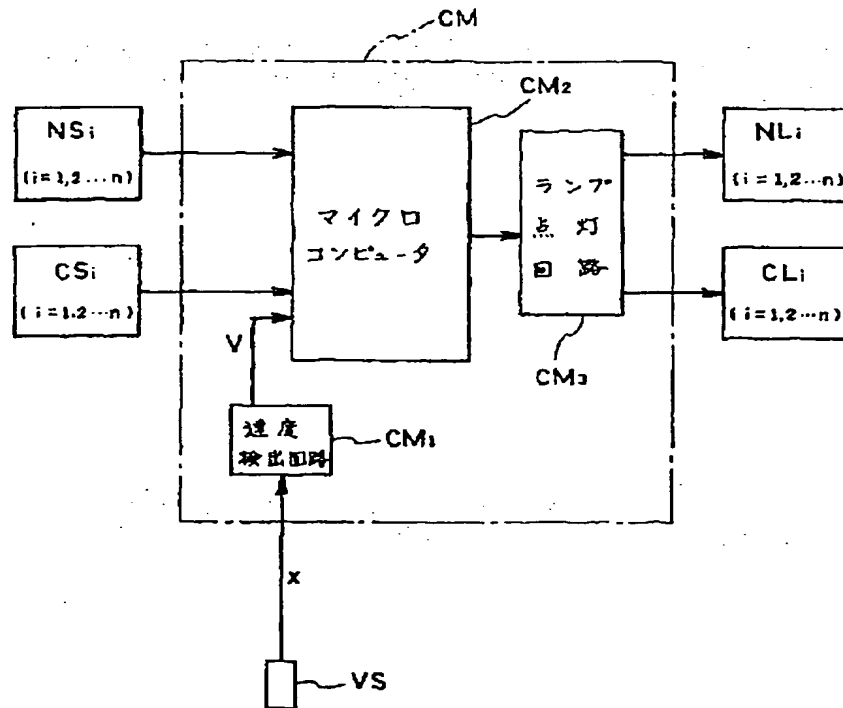 CM
CM₂
NSi
(i=1,2…n)
マイクロ
コンピュータ
ランプ
点灯
回路
NLi
(i=1,2…n)
CSi
(i=1.2…n)
CLi
(i=1,2…n)
V
CM₃
速度
検出回路
CM₁
x
VS